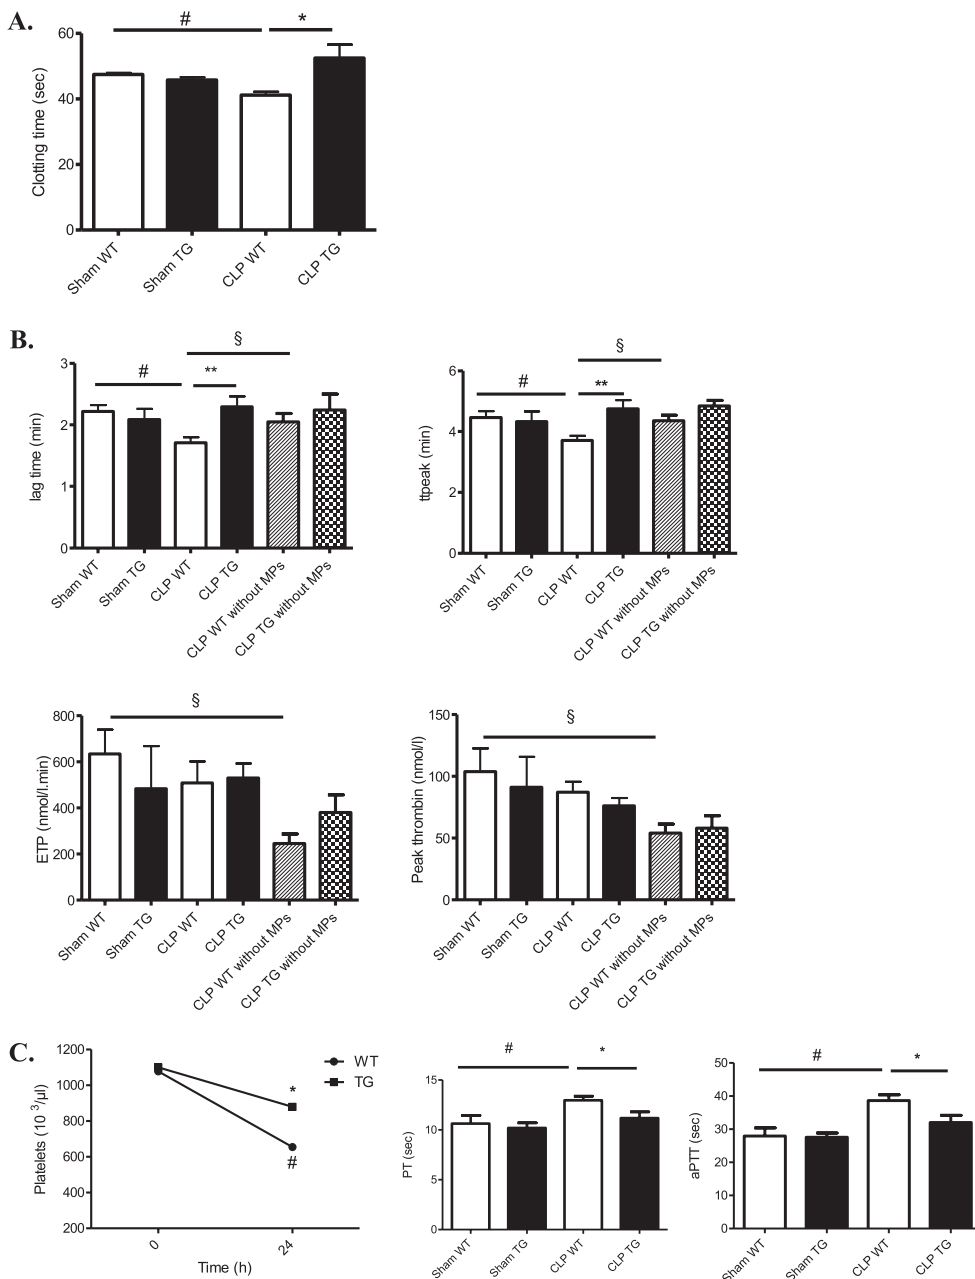 A.
# *
60
40
20
0
Clotting time (sec)
Sham WT
Sham TG
CLP WT
CLP TG
B.
§
# **
3
2
1
0
lag time (min)
Sham WT
Sham TG
CLP WT
CLP TG
CLP WT without MPs
CLP TG without MPs
§
# **
6
4
2
0
ttpeak (min)
Sham WT
Sham TG
CLP WT
CLP TG
CLP WT without MPs
CLP TG without MPs
§
800
600
400
200
0
ETP (nmol/l.min)
Sham WT
Sham TG
CLP WT
CLP TG
CLP WT without MPs
CLP TG without MPs
§
150
100
50
0
Peak thrombin (nmol/l)
Sham WT
Sham TG
CLP WT
CLP TG
CLP WT without MPs
CLP TG without MPs
C.
1200
1000
800
600
400
200
Platelets (10 3/µl)
WT
TG
*
#
0
24
Time (h)
# *
15
10
5
0
PT (sec)
Sham WT
Sham TG
CLP WT
CLP TG
# *
50
40
30
20
10
0
aPTT (sec)
Sham WT
Sham TG
CLP WT
CLP TG